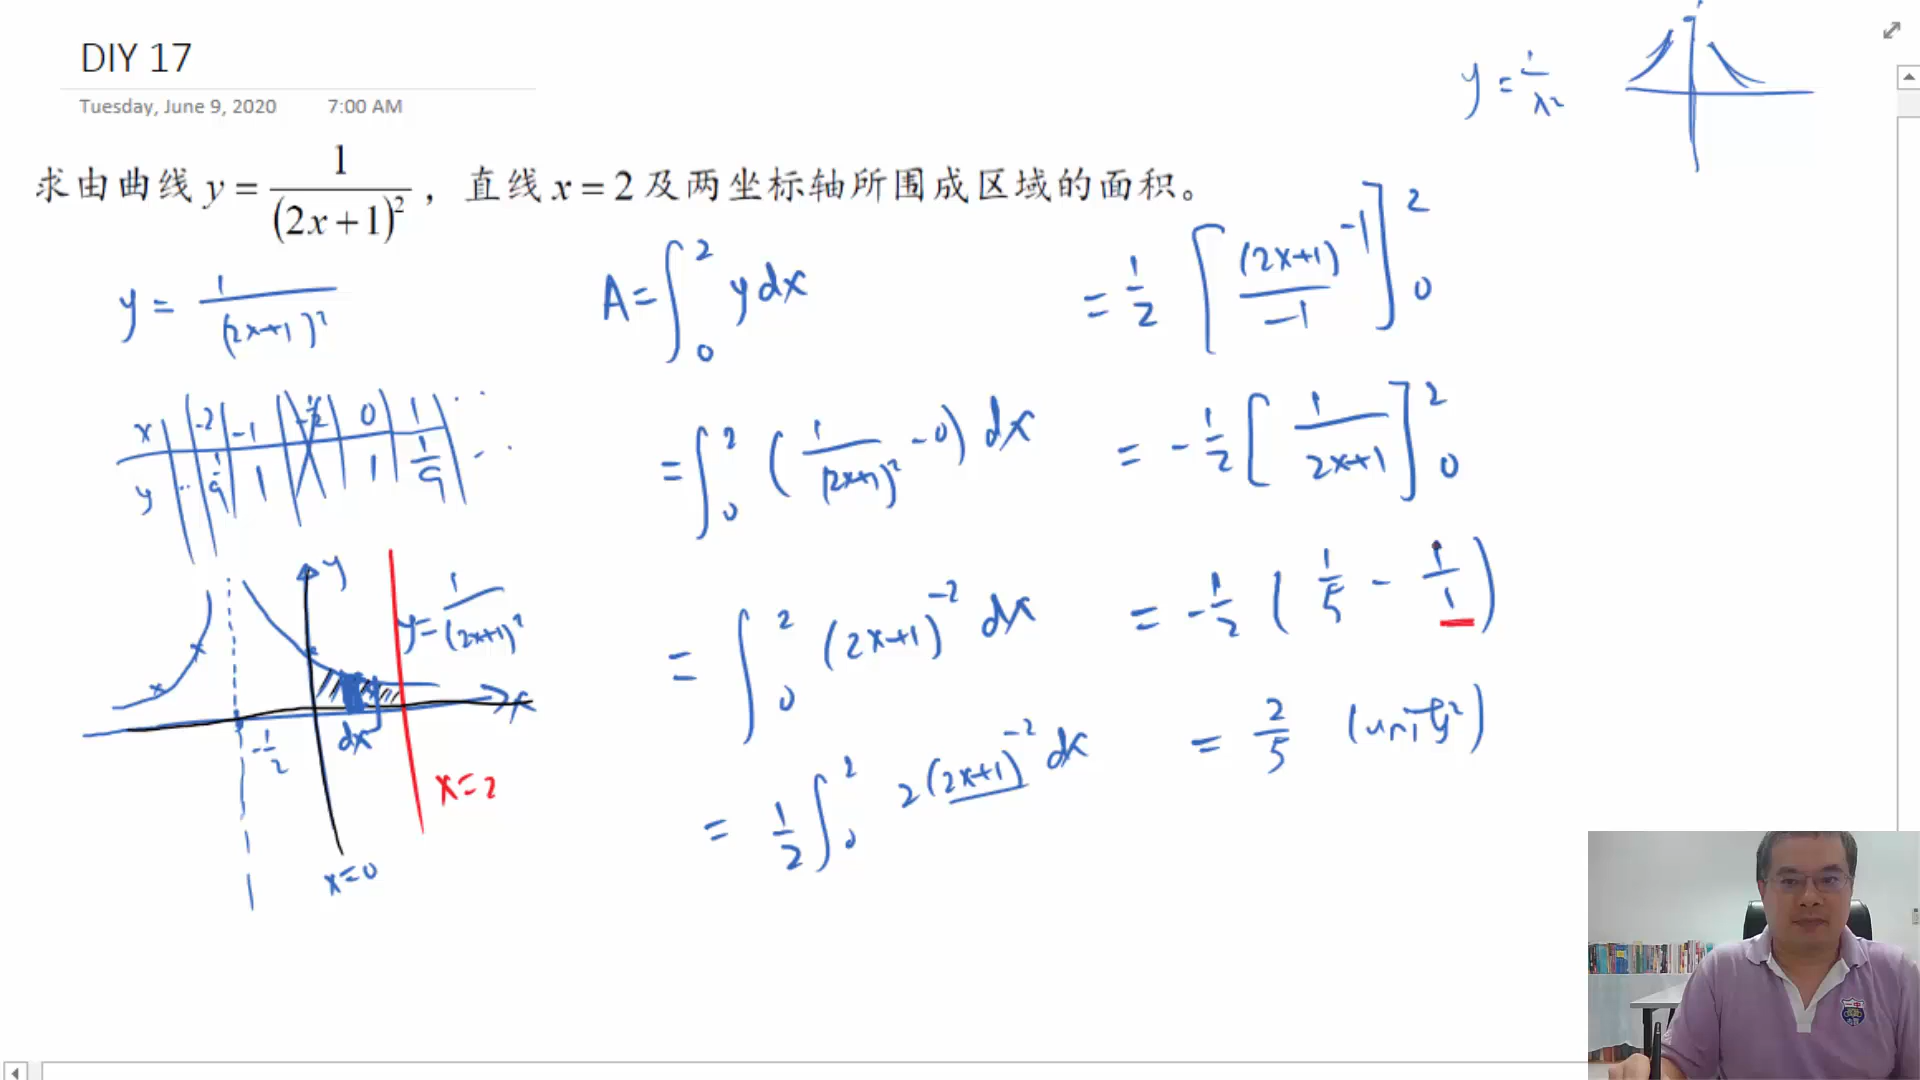 DIY 17
Tuesday, June 9, 2020 7:00 AM
y = 1/x²
求由曲线 y = 1/(2x+1)² ，直线 x = 2 及两坐标轴所围成区域的面积。
y = 1/(2x+1)²
x -2 -1 -1/2 0 1 ..
y .. 1/9 1 1 1/9 ..
y
y = 1/(2x+1)²
x
-1/2
dx
x=2
x=0
A = ∫₀² y dx
= ∫₀² ( 1/(2x+1)² - 0 ) dx
= ∫₀² (2x+1)⁻² dx
= 1/2 ∫₀² 2(2x+1)⁻² dx
= 1/2 [ (2x+1)⁻¹/-1 ]₀²
= -1/2 [ 1/(2x+1) ]₀²
= -1/2 ( 1/5 - 1/1 )
= 2/5 (unit²)